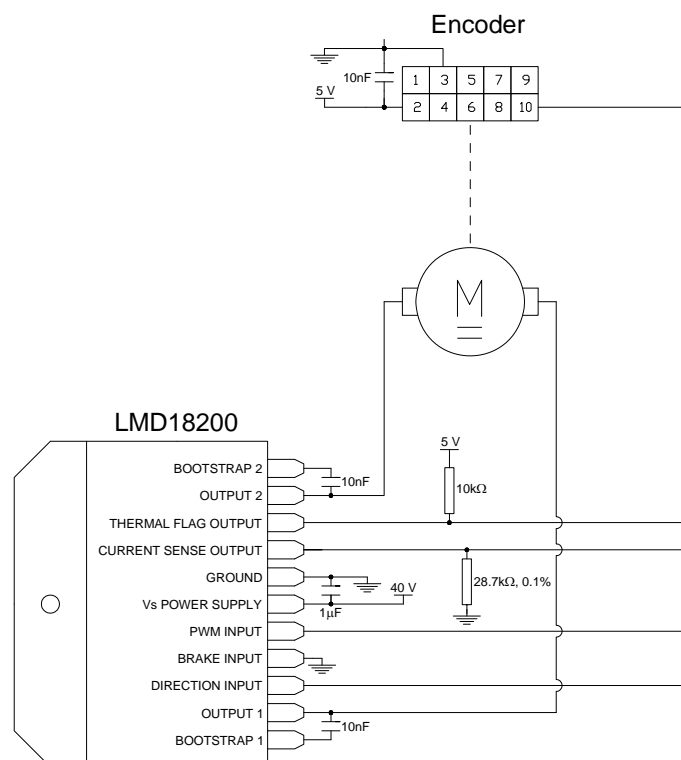 Encoder
10nF
1 3 5 7 9
5 V
2 4 6 8 10
M
LMD18200
5 V
BOOTSTRAP 2
10nF
10kΩ
OUTPUT 2
THERMAL FLAG OUTPUT
CURRENT SENSE OUTPUT
GROUND
28.7kΩ, 0.1%
40 V
Vs POWER SUPPLY
1µF
PWM INPUT
BRAKE INPUT
DIRECTION INPUT
OUTPUT 1
10nF
BOOTSTRAP 1